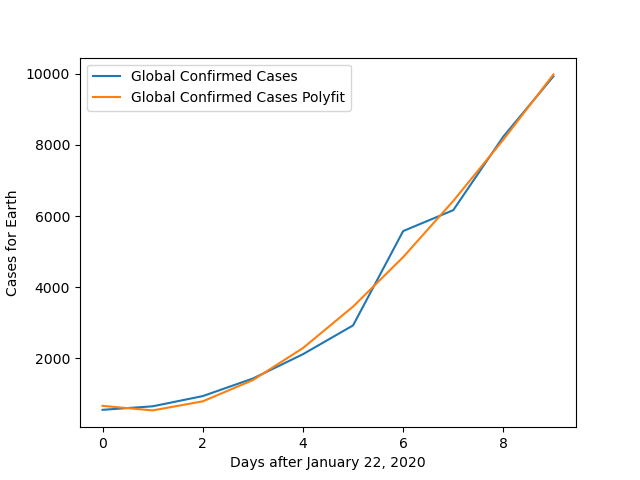 Global Confirmed Cases
Global Confirmed Cases Polyfit
10000
8000
6000
4000
2000
Cases for Earth
0 2 4 6 8
Days after January 22, 2020